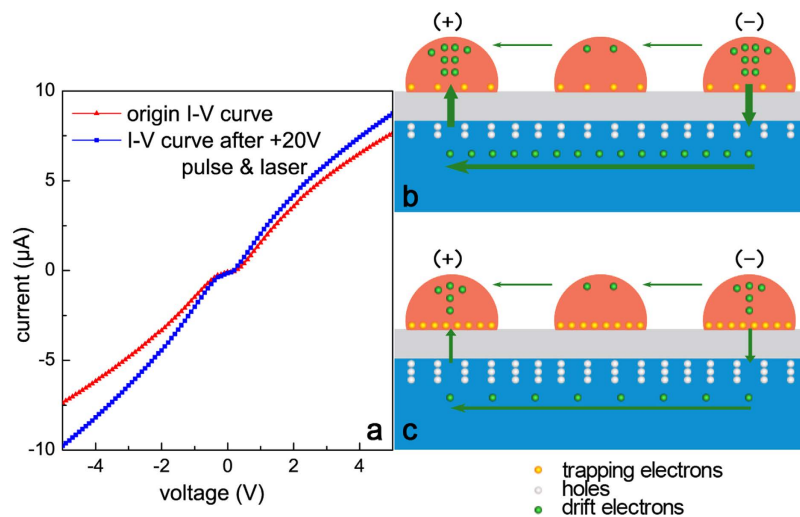 origin I-V curve
I-V curve after +20V
pulse & laser
10
5
0
-5
-10
current (µA)
-4
-2
0
2
4
voltage (V)
a
(+)
(−)
b
(+)
(−)
c
trapping electrons
holes
drift electrons